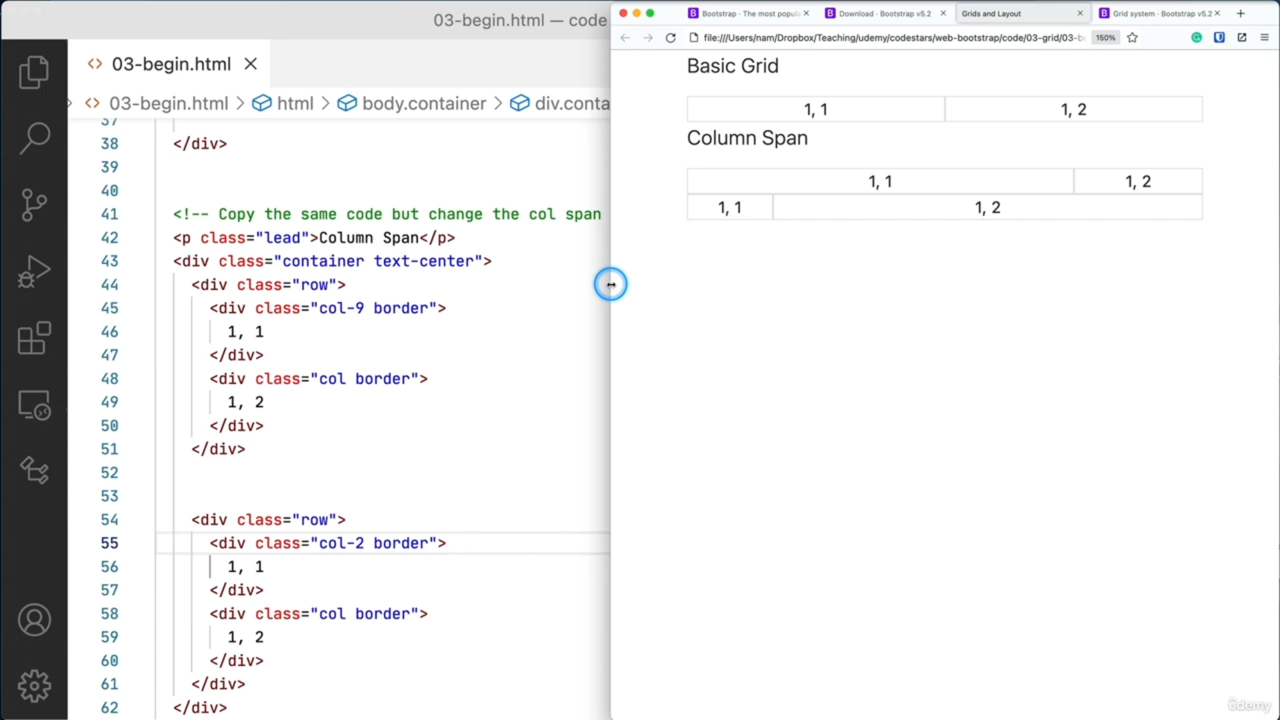 03-begin.html — code
03-begin.html
03-begin.html > html > body.container > div.conta
37
38 </div>
39
40
41 <!-- Copy the same code but change the col span
42 <p class="lead">Column Span</p>
43 <div class="container text-center">
44 <div class="row">
45 <div class="col-9 border">
46 1, 1
47 </div>
48 <div class="col border">
49 1, 2
50 </div>
51 </div>
52
53
54 <div class="row">
55 <div class="col-2 border">
56 1, 1
57 </div>
58 <div class="col border">
59 1, 2
60 </div>
61 </div>
62 </div>
Bootstrap · The most popula
Download · Bootstrap v5.2
Grids and Layout
Grid system · Bootstrap v5.2
file:///Users/nam/Dropbox/Teaching/udemy/codestars/web-bootstrap/code/03-grid/03-b
150%
Basic Grid
1, 1 1, 2
Column Span
1, 1 1, 2
1, 1 1, 2
ûdemy